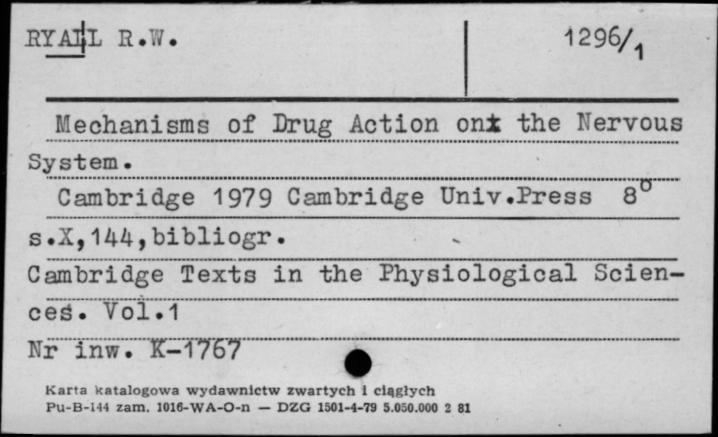 RYALL R.W. 1296/1
Mechanisms of Drug Action on the Nervous
System.
Cambridge 1979 Cambridge Univ.Press 8°
s.X,144,bibliogr.
Cambridge Texts in the Physiological Scien-
ces. Vol.1
Nr inw. K-1767
Karta katalogowa wydawnictw zwartych i ciągłych
Pu-B-144 zam. 1016-WA-O-n — DZG 1501-4-79 5.050.000 2 81